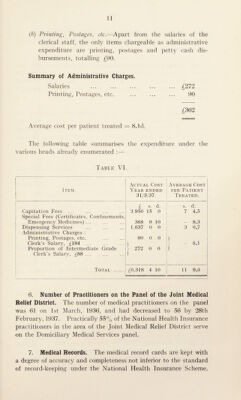 11
(8) Printing, Postages, etc.—Apart from the salaries of the
clerical staff, the only items chargeable as administrative
expenditure are printing, postages and petty cash dis-
bursements, totalling £90.
Summary of Administrative Charges.
Salaries ... ... ... £272
Printing, Postages, etc. ... ... ... 90
£362
Average cost per patient treated = 8.1d.
The following table summarises the expenditure under the
various heads already enumerated :—
TABLE VI.
ITEM
ACTUAL COST YEAR ENDED 31/3/37
AVERAGE COST PER PATIENT TREATED.
£ s. d. s. d.
Capitation Fees 3,950 15 0 7 4,5
Special Fees (Certificates, Confinements,
Emergency Medicines) 368 9 10 8,3
Dispensing Services 1,637 0 0 3 0,7
Administrative Charges :
Printing, Postages, etc. 90 0 0
Clerk's Salary, £184
Proportion of Intermediate Grade 272 0 0 8,1
Clerk's Salary, £88
TOTAL £6,318 4 10 11 9,6
6. Number of Practitioners on the Panel of the Joint Medical
Relief District. The number of medical practitioners on the panel
was 61 on 1st March, 1936, and had decreased to 56 by 28th
February, 1937. Practically 55% of the National Health Insurance
practitioners in the area of the Joint Medical Relief District serve
on the Domiciliary Medical Services panel.
7. Medical Records. The medical record cards are kept with
a degree of accuracy and completeness not inferior to the standard
of record-keeping under the National Health Insurance Scheme.